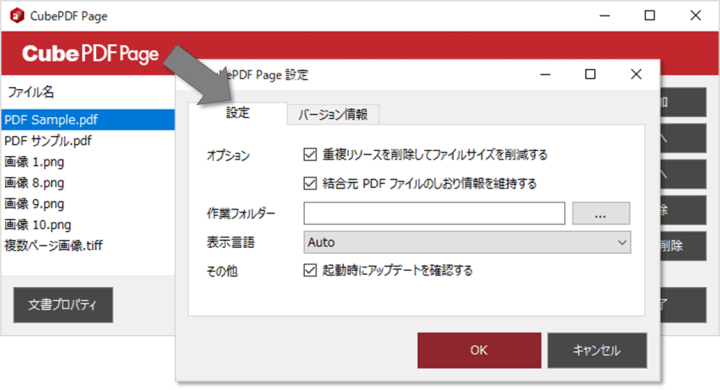 CubePDF Page
CubePDF Page
ファイル名
PDF Sample.pdf
PDF サンプル.pdf
画像 1.png
画像 8.png
画像 9.png
画像 10.png
複数ページ画像.tiff
文書プロパティ
CubePDF Page 設定
設定
バージョン情報
オプション
重複リソースを削除してファイルサイズを削減する
結合元 PDF ファイルのしおり情報を維持する
作業フォルダー
...
表示言語
Auto
その他
起動時にアップデートを確認する
OK
キャンセル
加
へ
へ
除
削除
了